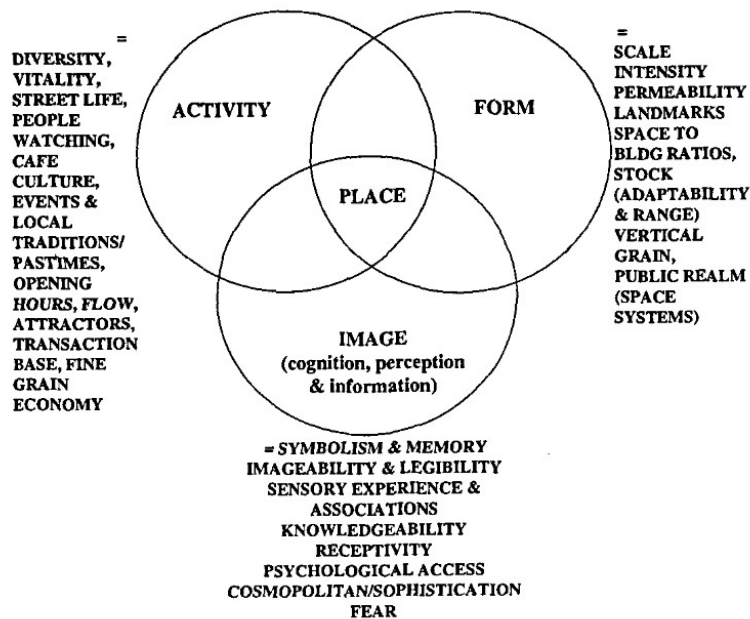 =
DIVERSITY,
VITALITY,
STREET LIFE,
PEOPLE
WATCHING,
CAFE
CULTURE,
EVENTS &
LOCAL
TRADITIONS/
PASTIMES,
OPENING
HOURS, FLOW,
ATTRACTORS,
TRANSACTION
BASE, FINE
GRAIN
ECONOMY
ACTIVITY
FORM
PLACE
IMAGE
(cognition, perception
& information)
=
SCALE
INTENSITY
PERMEABILITY
LANDMARKS
SPACE TO
BLDG RATIOS,
STOCK
(ADAPTABILITY
& RANGE)
VERTICAL
GRAIN,
PUBLIC REALM
(SPACE
SYSTEMS)
= SYMBOLISM & MEMORY
IMAGEABILITY & LEGIBILITY
SENSORY EXPERIENCE &
ASSOCIATIONS
KNOWLEDGEABILITY
RECEPTIVITY
PSYCHOLOGICAL ACCESS
COSMOPOLITAN/SOPHISTICATION
FEAR